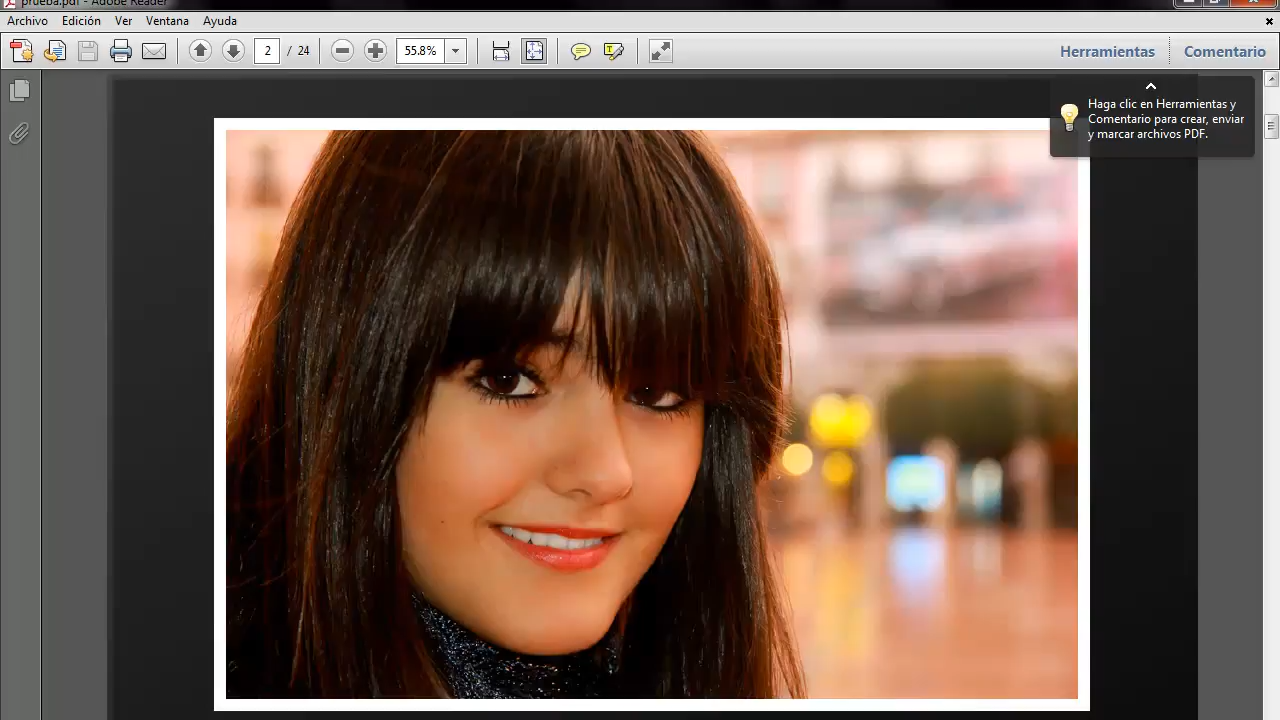 prueba.pdf - Adobe Reader
Archivo Edición Ver Ventana Ayuda
2 / 24 55.8% Herramientas Comentario
Haga clic en Herramientas y
Comentario para crear, enviar
y marcar archivos PDF.